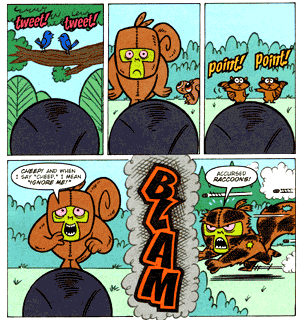 tweet! tweet!
point! point!
CHEEP! AND WHEN
I SAY "CHEEP," I MEAN
"IGNORE ME!"
BLAM
ACCURSED
RACCOONS!